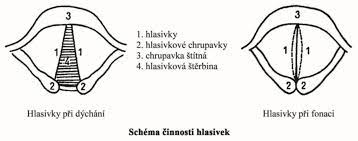 3
1
1
4
2
2
1. hlasivky
2. hlasivkové chrupavky
3. chrupavka štítná
4. hlasivková štěrbina
3
1
1
2
Hlasivky při dýchání
Hlasivky při fonaci
Schéma činnosti hlasivek